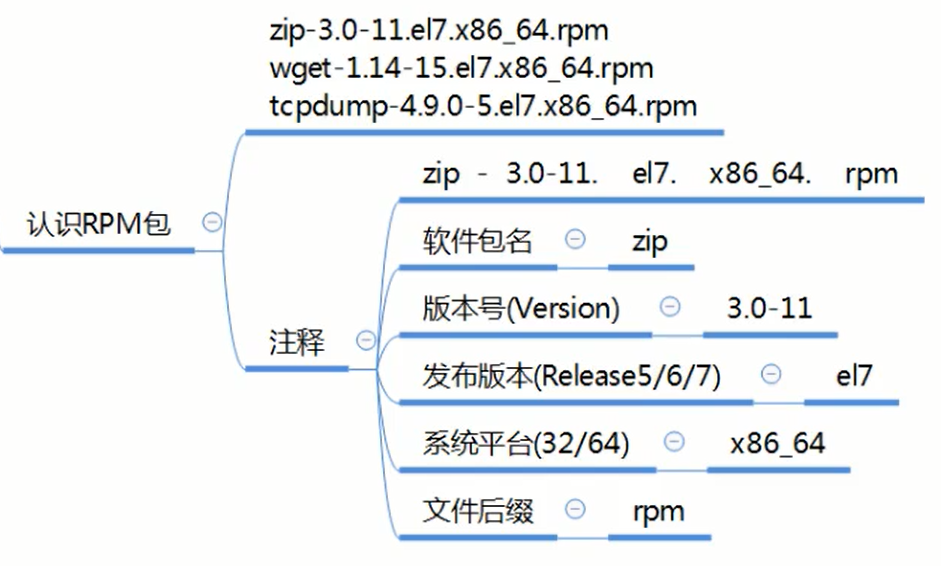 zip-3.0-11.el7.x86_64.rpm
wget-1.14-15.el7.x86_64.rpm
tcpdump-4.9.0-5.el7.x86_64.rpm
认识RPM包
注释
zip - 3.0-11. el7. x86_64. rpm
软件包名 zip
版本号(Version) 3.0-11
发布版本(Release5/6/7) el7
系统平台(32/64) x86_64
文件后缀 rpm